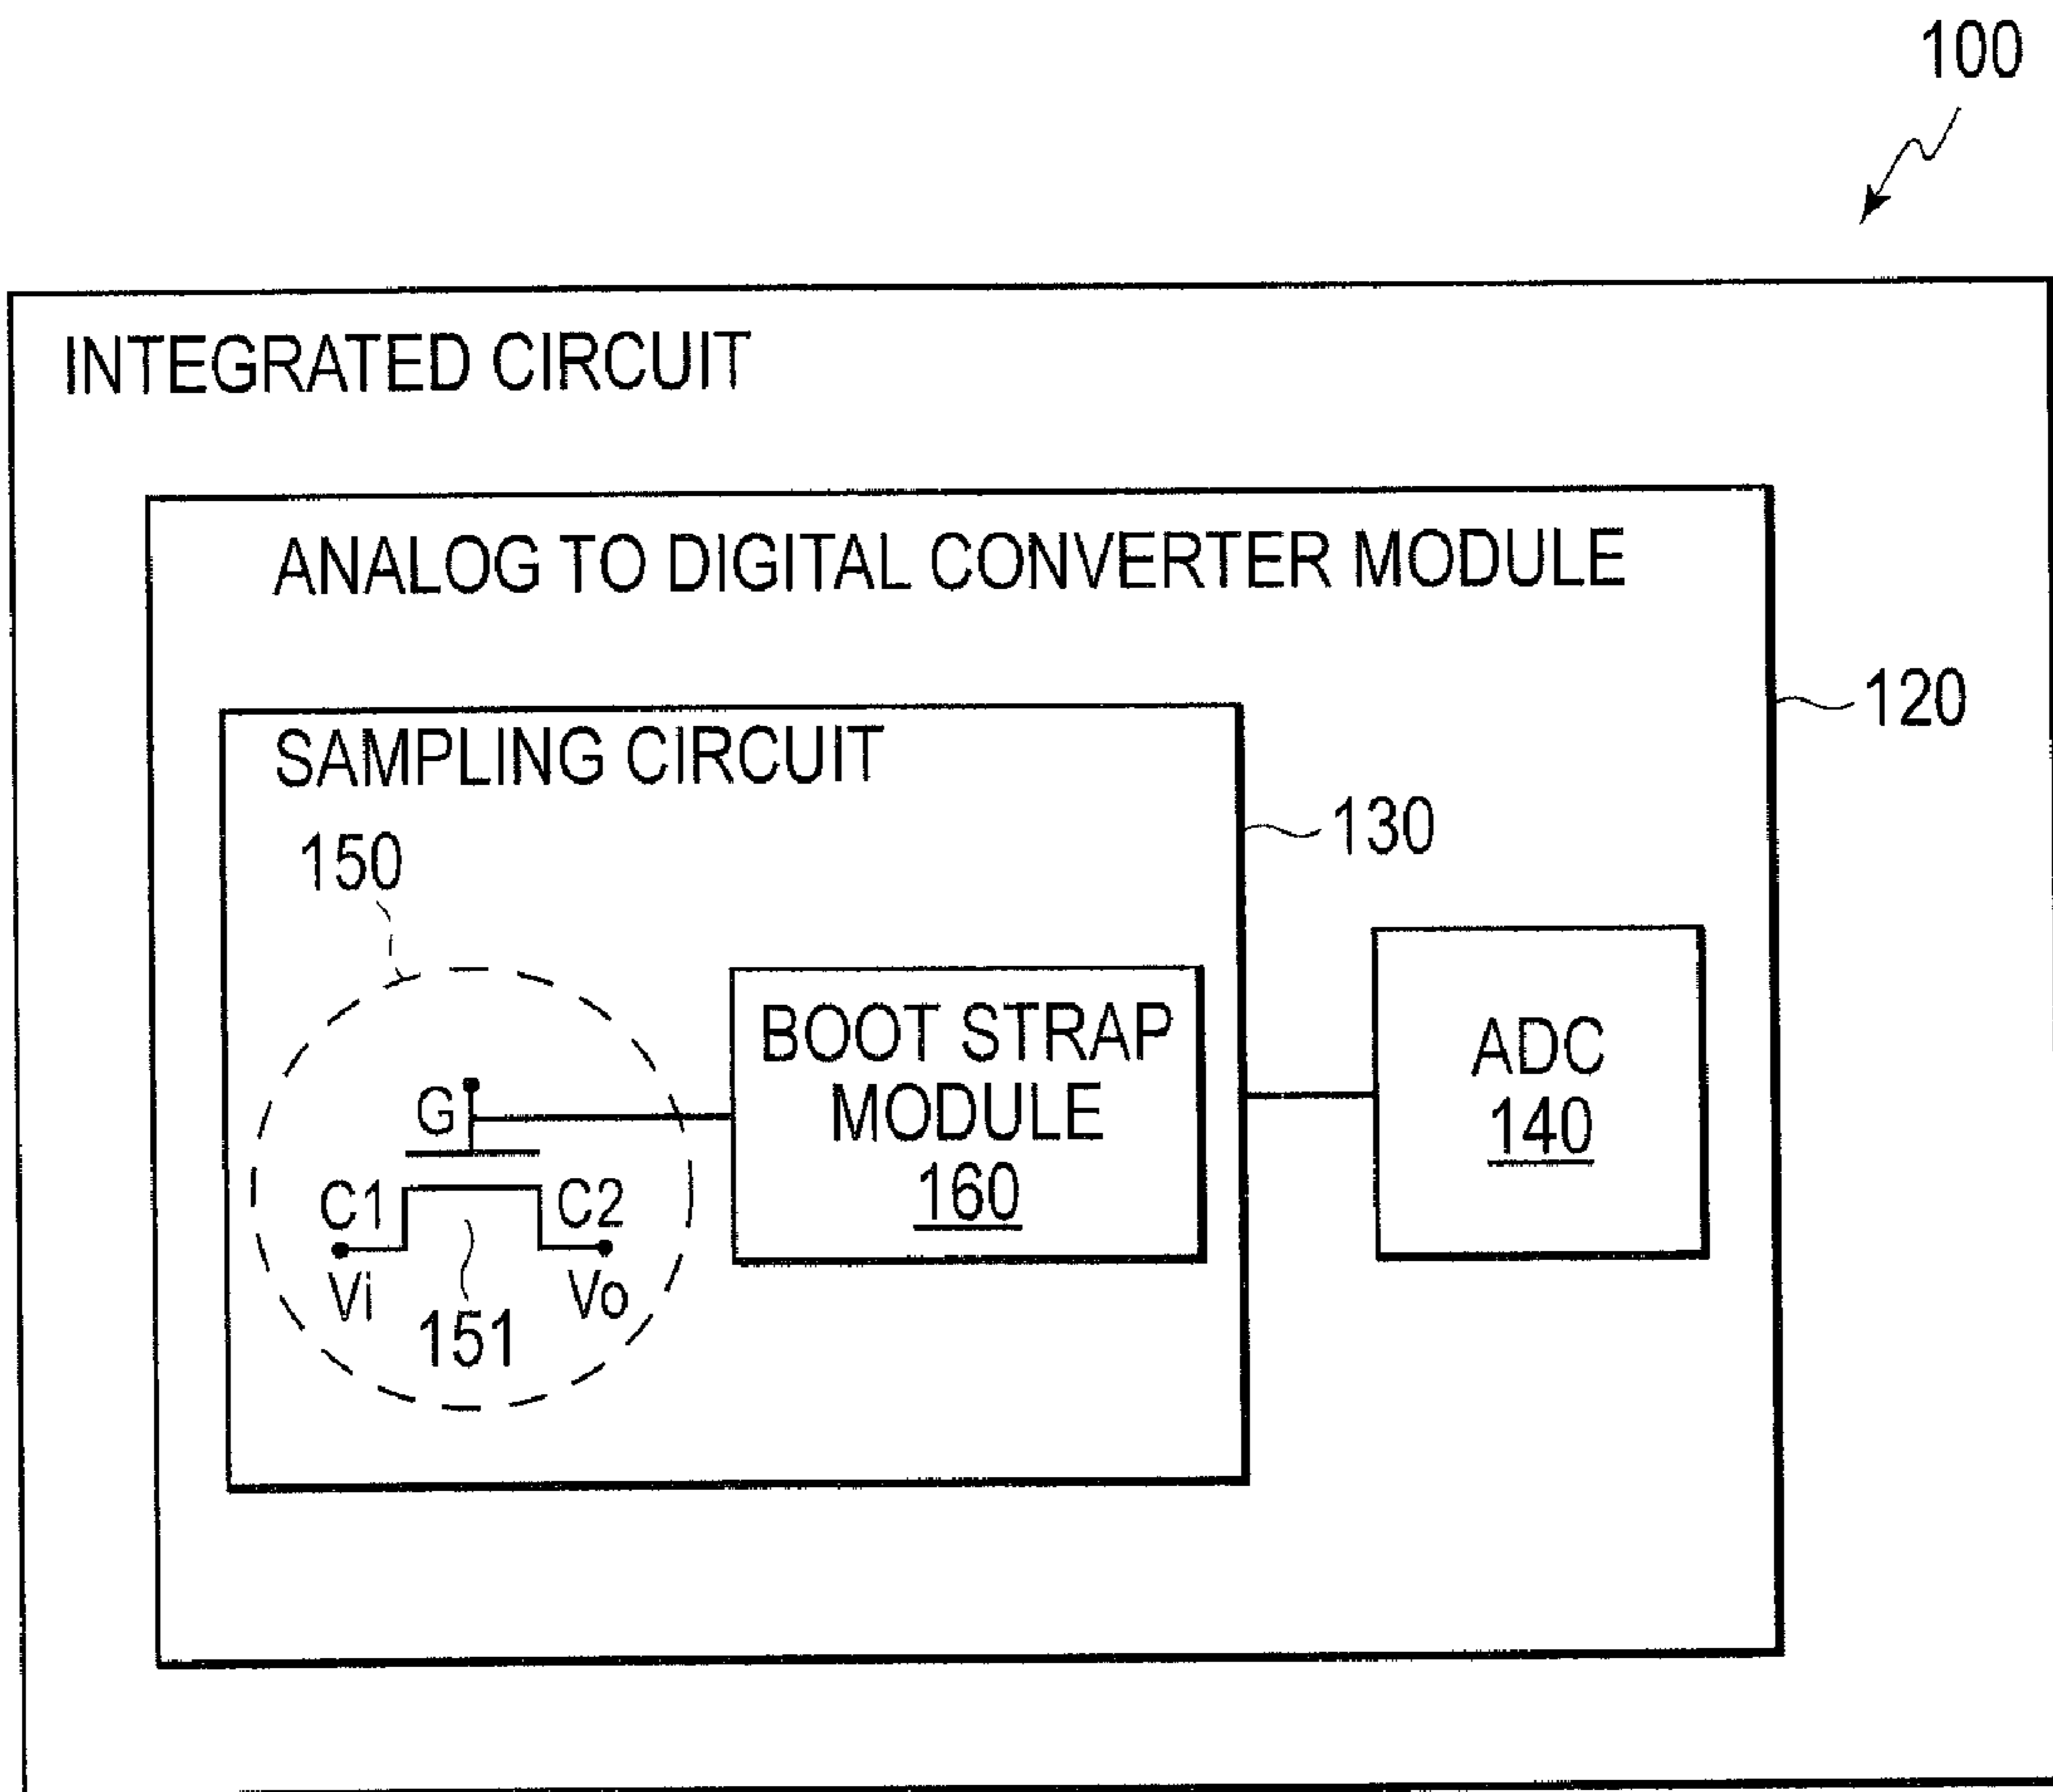 100
INTEGRATED CIRCUIT
ANALOG TO DIGITAL CONVERTER MODULE
120
SAMPLING CIRCUIT
130
150
BOOT STRAP
MODULE
160
ADC
140
G
C1
C2
Vi
Vo
151